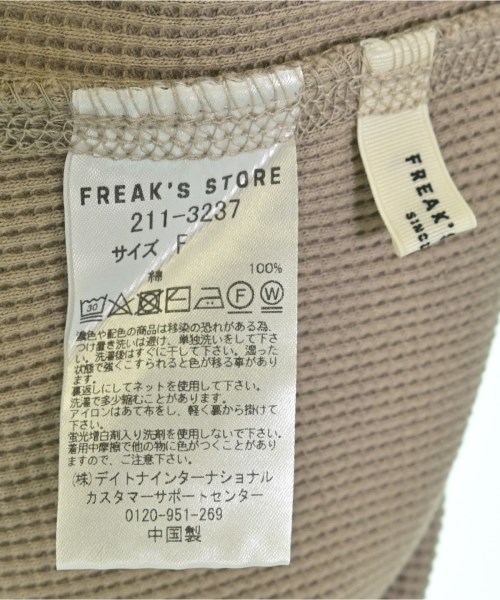 FREAK'S STORE
211-3237
サイズ F
綿 100%
30 F W
濃色や配色の商品は移染の恐れがある為、
つけ置き洗いは避け、単独洗いをして下さ
い。洗濯後はすぐに干して下さい。湿った
状態で強くこすられると色が移る事があり
ます。
裏返しにしてネットを使用して下さい。
洗濯で多少縮むことがあります。
アイロンはあて布をし、軽く裏から掛けて
下さい。
蛍光増白剤入り洗剤を使用しないで下さい。
着用中摩擦で他の物に色がつくことがあり
ますので、ご注意下さい。
(株)デイトナインターナショナル
カスタマーサポートセンター
0120-951-269
中国製
FREAK'S
SINCE